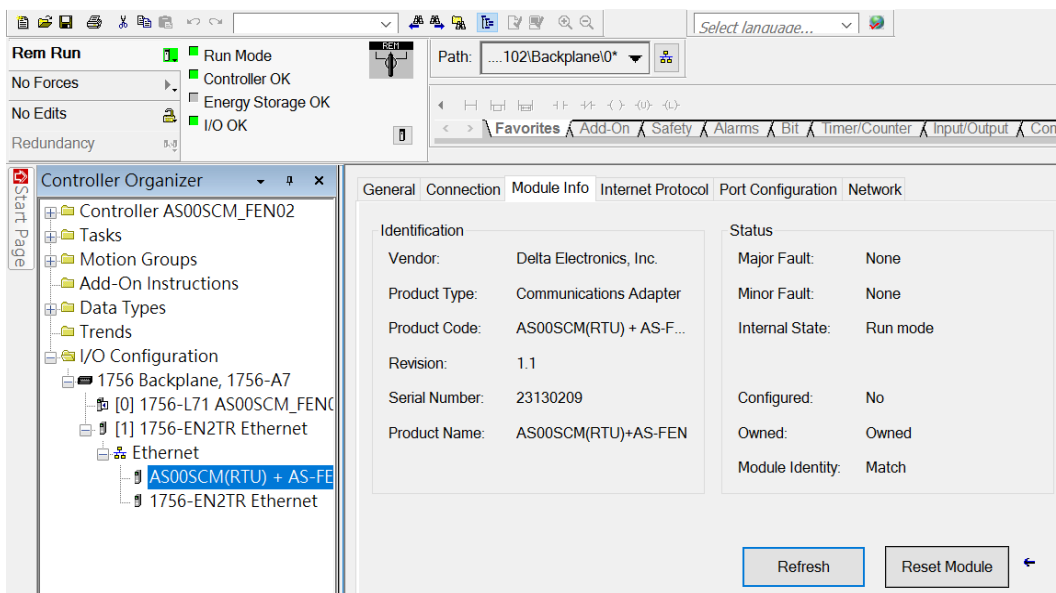 Select language...
Rem Run
No Forces
No Edits
Redundancy
Run Mode
Controller OK
Energy Storage OK
I/O OK
REM
Path: ....102\Backplane\0*
-(U)- -(L)-
Favorites Add-On Safety Alarms Bit Timer/Counter Input/Output Con
Start Page
Controller Organizer
Controller AS00SCM_FEN02
Tasks
Motion Groups
Add-On Instructions
Data Types
Trends
I/O Configuration
1756 Backplane, 1756-A7
[0] 1756-L71 AS00SCM_FEN0
[1] 1756-EN2TR Ethernet
Ethernet
AS00SCM(RTU) + AS-FE
1756-EN2TR Ethernet
General Connection Module Info Internet Protocol Port Configuration Network
Identification
Vendor: Delta Electronics, Inc.
Product Type: Communications Adapter
Product Code: AS00SCM(RTU) + AS-F...
Revision: 1.1
Serial Number: 23130209
Product Name: AS00SCM(RTU)+AS-FEN
Status
Major Fault: None
Minor Fault: None
Internal State: Run mode
Configured: No
Owned: Owned
Module Identity: Match
Refresh
Reset Module